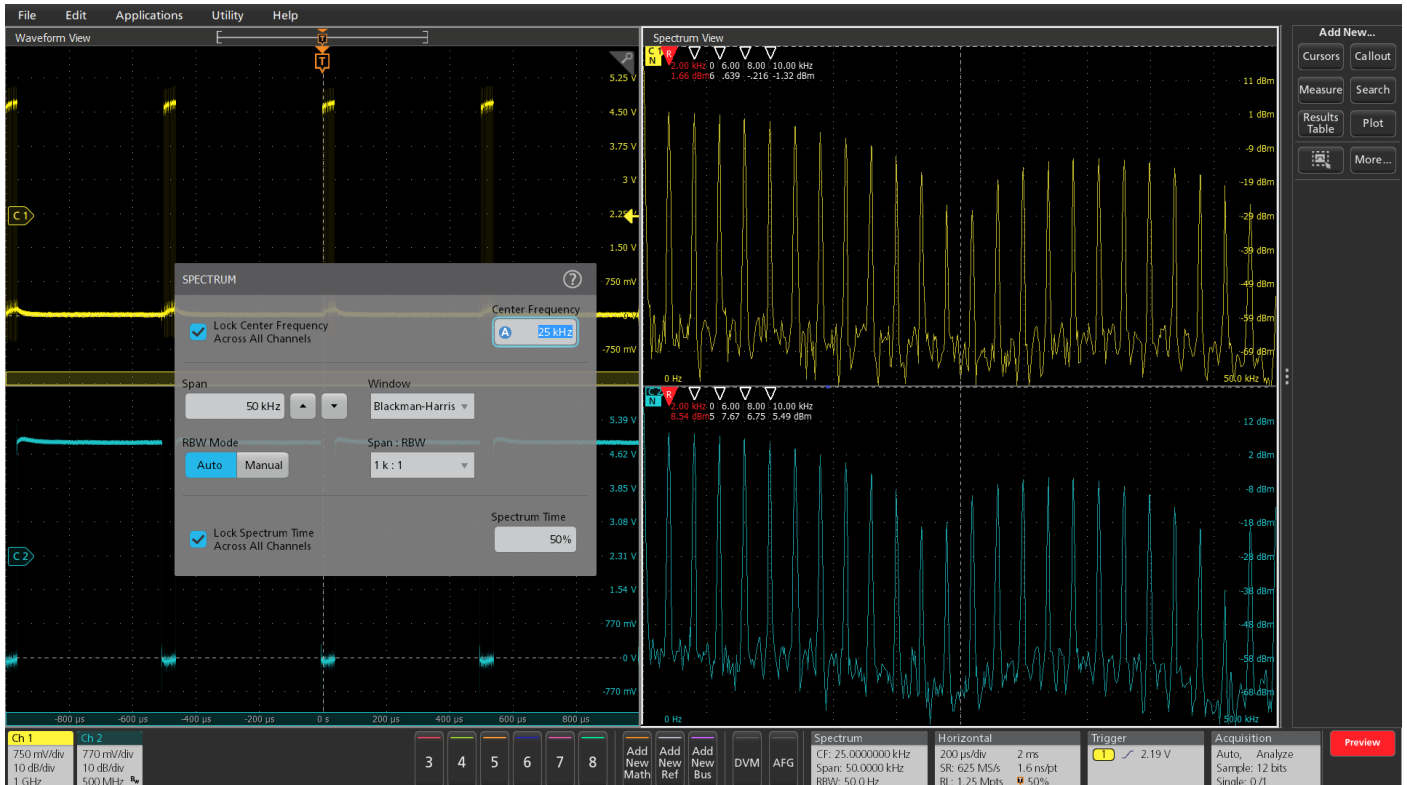 File Edit Applications Utility Help
Waveform View
T
T
5.25 V
4.50 V
3.75 V
3 V
2.25 V
1.50 V
750 mV
0 V
-750 mV
C 1
5.39 V
4.62 V
3.85 V
3.08 V
2.31 V
1.54 V
770 mV
0 V
-770 mV
C 2
-800 µs -600 µs -400 µs -200 µs 0 s 200 µs 400 µs 600 µs 800 µs
SPECTRUM ?
Lock Center Frequency
Across All Channels
Center Frequency
A 25 kHz
Span Window
50 kHz Blackman-Harris
RBW Mode Span : RBW
Auto Manual 1 k : 1
Lock Spectrum Time
Across All Channels
Spectrum Time
50%
Spectrum View
C 1
N
R
2.00 kHz 0 6.00 8.00 10.00 kHz
1.66 dBm6 .639 -.216 -1.32 dBm
11 dBm
1 dBm
-9 dBm
-19 dBm
-29 dBm
-39 dBm
-49 dBm
-59 dBm
-69 dBm
0 Hz 50.0 kHz
C 2
N
R
2.00 kHz 0 6.00 8.00 10.00 kHz
8.54 dBm5 7.67 6.75 5.49 dBm
12 dBm
2 dBm
-8 dBm
-18 dBm
-28 dBm
-38 dBm
-48 dBm
-58 dBm
-68 dBm
0 Hz 50.0 kHz
Add New...
Cursors Callout
Measure Search
Results
Table
Plot
More...
Ch 1
750 mV/div
10 dB/div
1 GHz
Ch 2
770 mV/div
10 dB/div
500 MHz Bw
3 4 5 6 7 8
Add
New
Math
Add
New
Ref
Add
New
Bus
DVM AFG
Spectrum
CF: 25.0000000 kHz
Span: 50.0000 kHz
RBW: 50.0 Hz
Horizontal
200 µs/div 2 ms
SR: 625 MS/s 1.6 ns/pt
RL: 1.25 Mpts 50%
Trigger
1 2.19 V
Acquisition
Auto, Analyze
Sample: 12 bits
Single: 0 /1
Preview